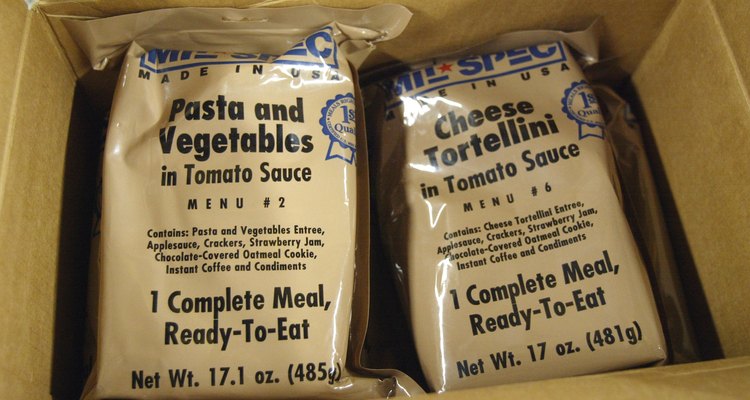 MIL★SPEC
MADE IN USA
Pasta and
Vegetables
in Tomato Sauce
MENU #2
Contains: Pasta and Vegetables Entree,
Applesauce, Crackers, Strawberry Jam,
Chocolate-Covered Oatmeal Cookie,
Instant Coffee and Condiments
1 Complete Meal,
Ready-To-Eat
Net Wt. 17.1 oz. (485g)
1st
Qual
MIL★SPEC
MADE IN USA
Cheese
Tortellini
in Tomato Sauce
MENU #6
Contains: Cheese Tortellini Entree,
Applesauce, Crackers, Strawberry Jam,
Chocolate-Covered Oatmeal Cookie,
Instant Coffee and Condiments
1 Complete Meal,
Ready-To-Eat
Net Wt. 17 oz. (481g)
1st
Qual